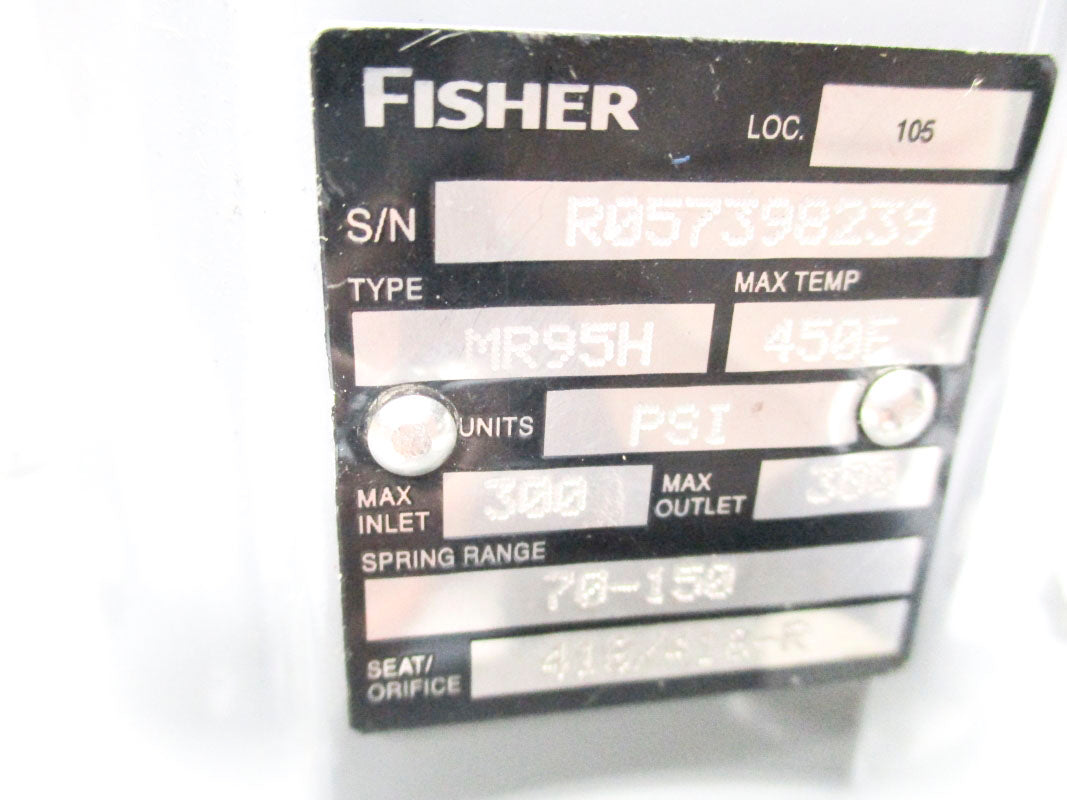 FISHER
LOC. 105
S/N R057398239
TYPE
MAX TEMP
MR95H
450F
UNITS PSI
MAX INLET 300
MAX OUTLET 300
SPRING RANGE
70-150
SEAT/
ORIFICE